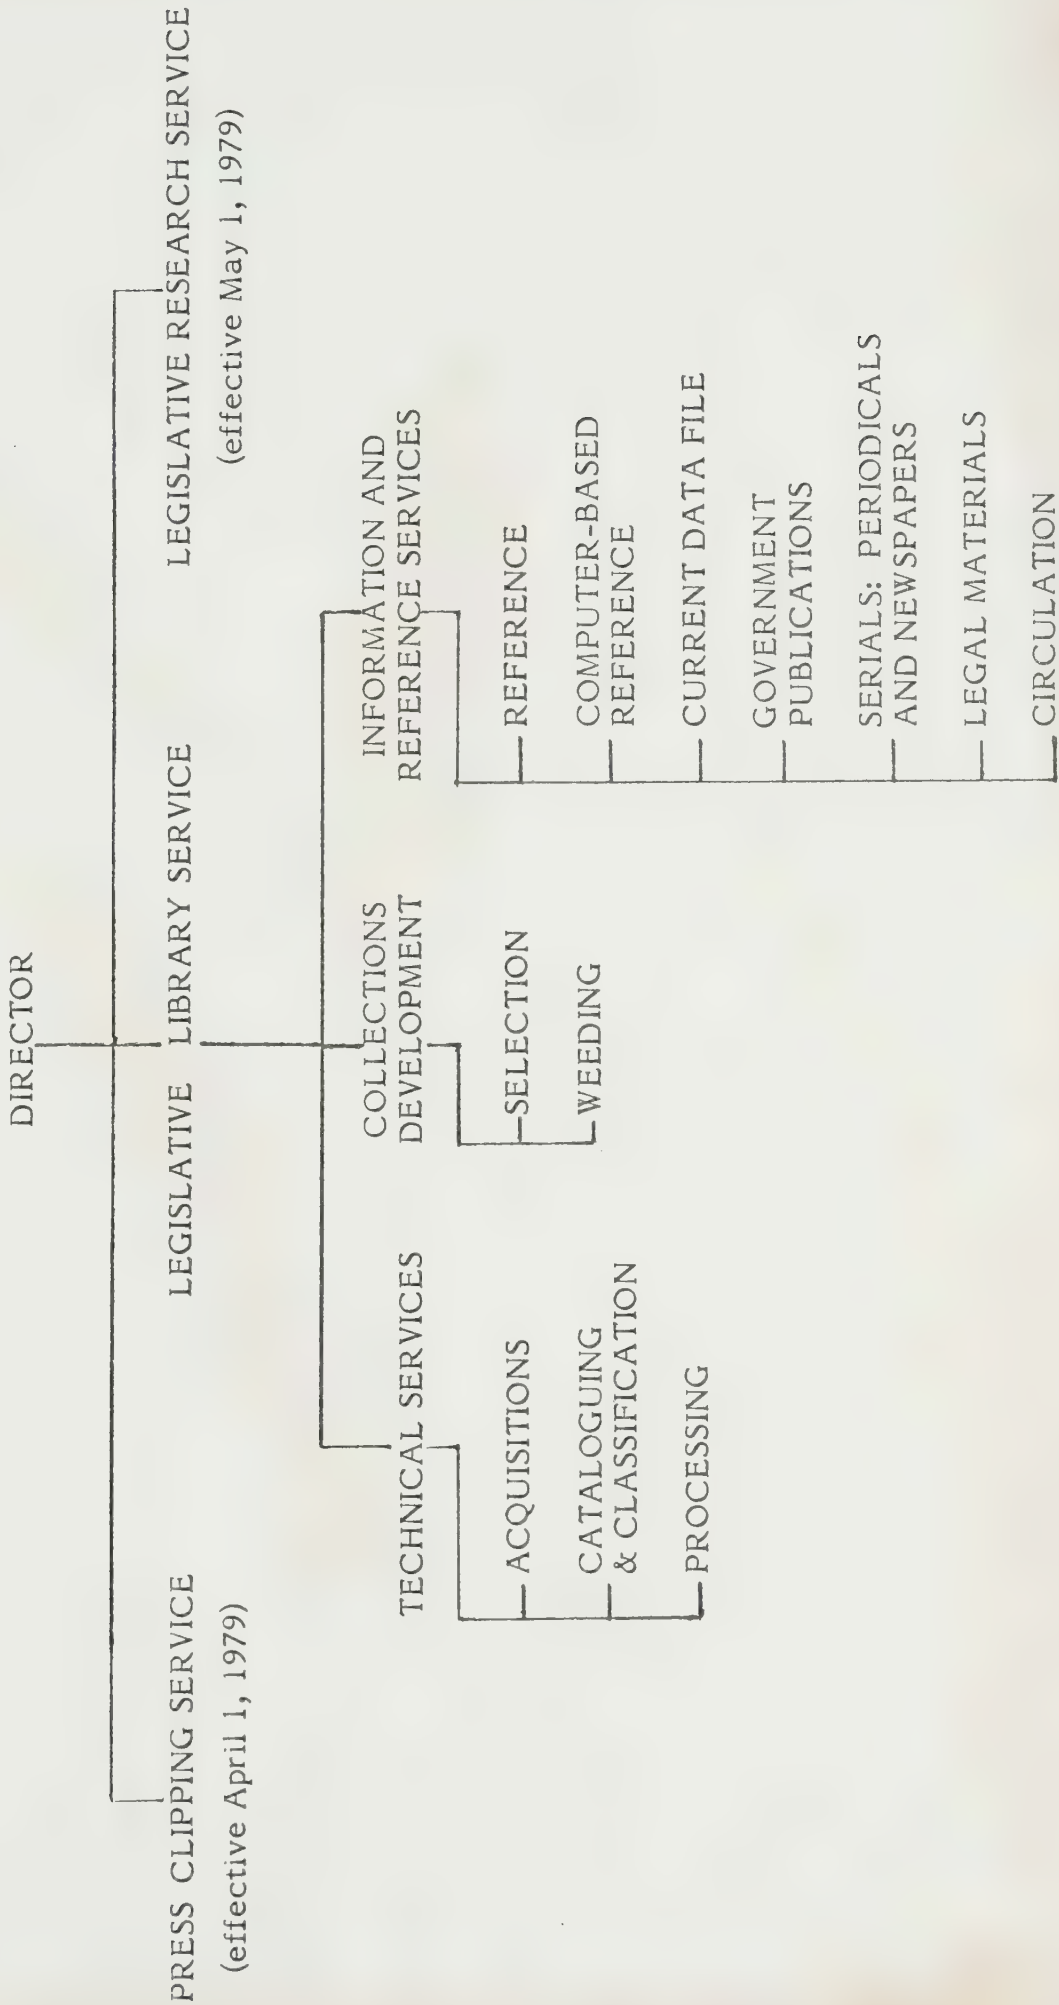 DIRECTOR
PRESS CLIPPING SERVICE
(effective April 1, 1979)
LEGISLATIVE LIBRARY SERVICE
LEGISLATIVE RESEARCH SERVICE
(effective May 1, 1979)
TECHNICAL SERVICES
ACQUISITIONS
CATALOGUING
& CLASSIFICATION
PROCESSING
COLLECTIONS
DEVELOPMENT
SELECTION
WEEDING
INFORMATION AND
REFERENCE SERVICES
REFERENCE
COMPUTER-BASED
REFERENCE
CURRENT DATA FILE
GOVERNMENT
PUBLICATIONS
SERIALS: PERIODICALS
AND NEWSPAPERS
LEGAL MATERIALS
CIRCULATION